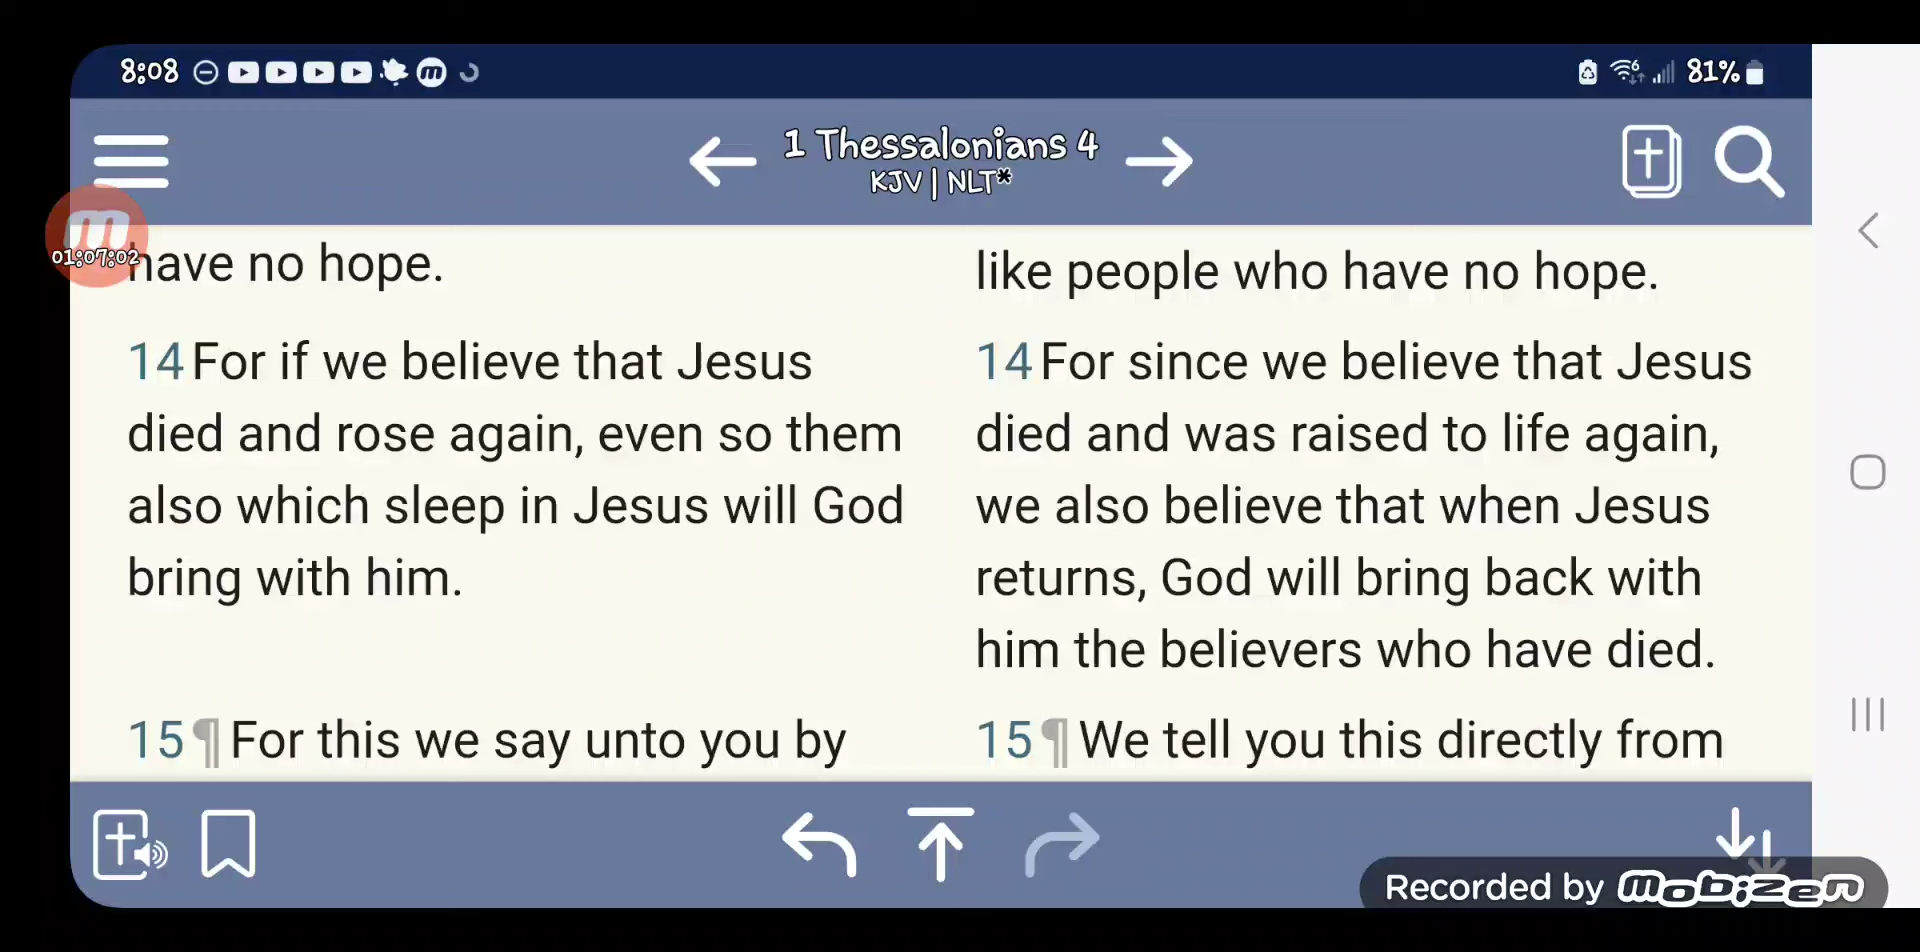 8:08
81%
1 Thessalonians 4
KJV | NLT*
01:07:02
have no hope.
14 For if we believe that Jesus
died and rose again, even so them
also which sleep in Jesus will God
bring with him.
15 ¶ For this we say unto you by
like people who have no hope.
14 For since we believe that Jesus
died and was raised to life again,
we also believe that when Jesus
returns, God will bring back with
him the believers who have died.
15 ¶ We tell you this directly from
Recorded by Mobizen